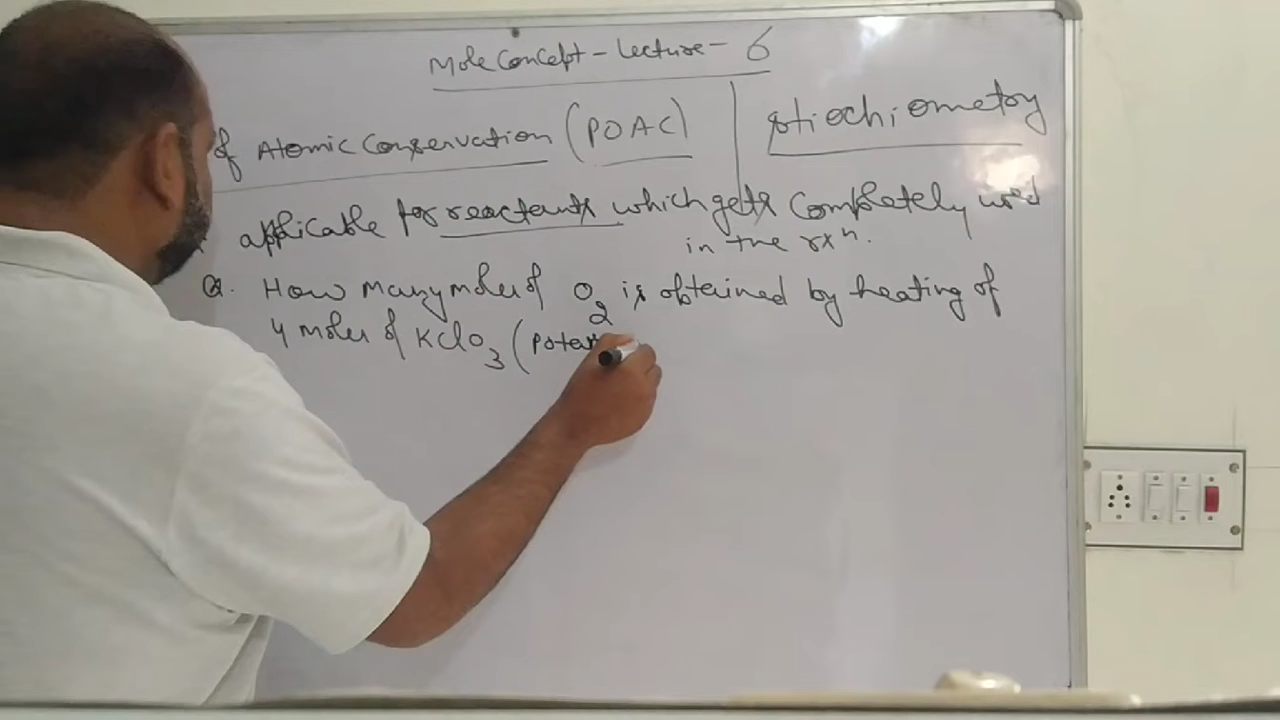 Mole Concept - Lecture - 6
of Atomic Conservation (POAC)
stiochiometry
applicable for reactants which gets completely used
in the rxⁿ.
Q. How many moles of O₂ is obtained by heating of
4 moles of KClO₃ (Potas